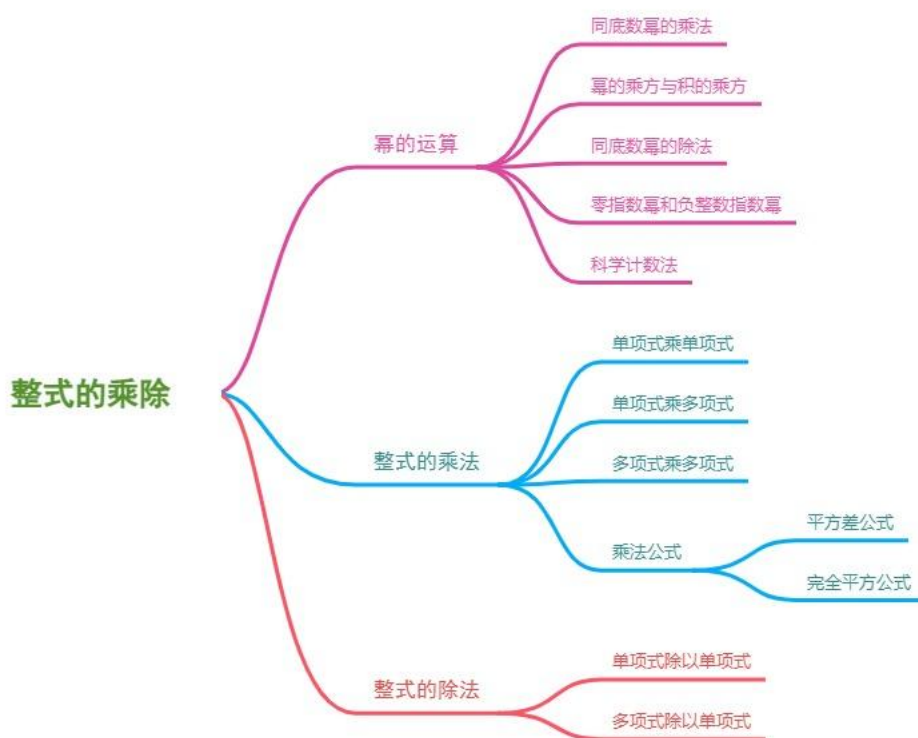 整式的乘除
幂的运算
同底数幂的乘法
幂的乘方与积的乘方
同底数幂的除法
零指数幂和负整数指数幂
科学计数法
整式的乘法
单项式乘单项式
单项式乘多项式
多项式乘多项式
乘法公式
平方差公式
完全平方公式
整式的除法
单项式除以单项式
多项式除以单项式